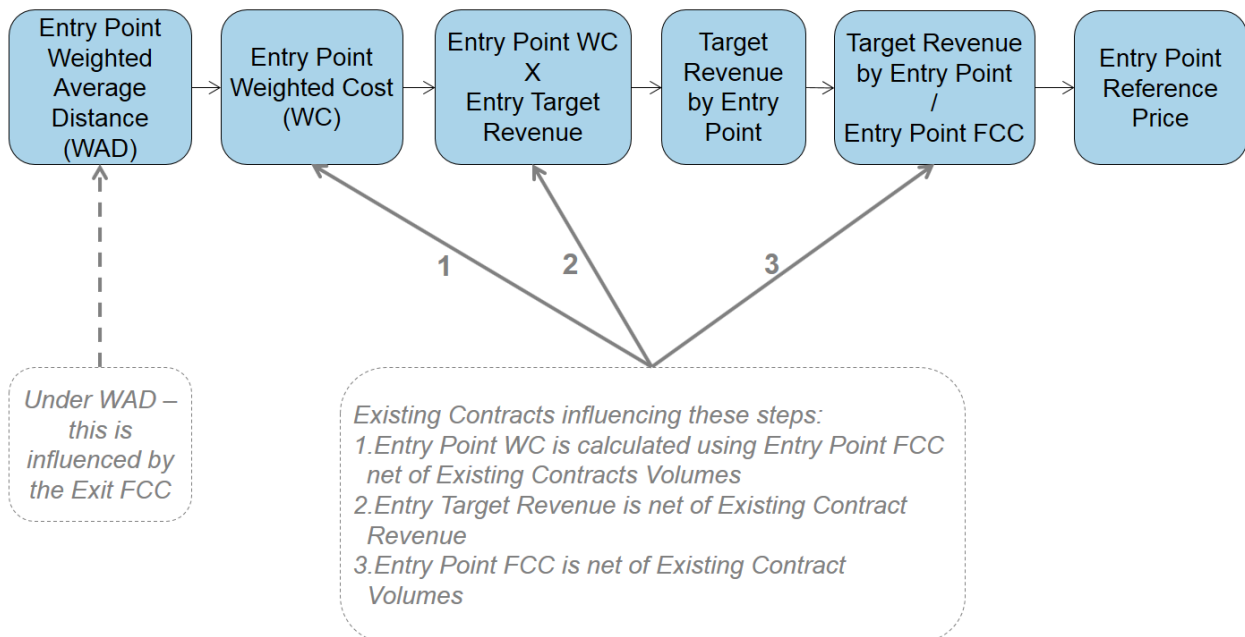 Entry Point
Weighted
Average
Distance
(WAD)
Entry Point
Weighted Cost
(WC)
Entry Point WC
X
Entry Target
Revenue
Target
Revenue
by Entry
Point
Target Revenue
by Entry Point
/
Entry Point FCC
Entry Point
Reference
Price
1
2
3
Under WAD –
this is
influenced by
the Exit FCC
Existing Contracts influencing these steps:
1.Entry Point WC is calculated using Entry Point FCC
net of Existing Contracts Volumes
2.Entry Target Revenue is net of Existing Contract
Revenue
3.Entry Point FCC is net of Existing Contract
Volumes